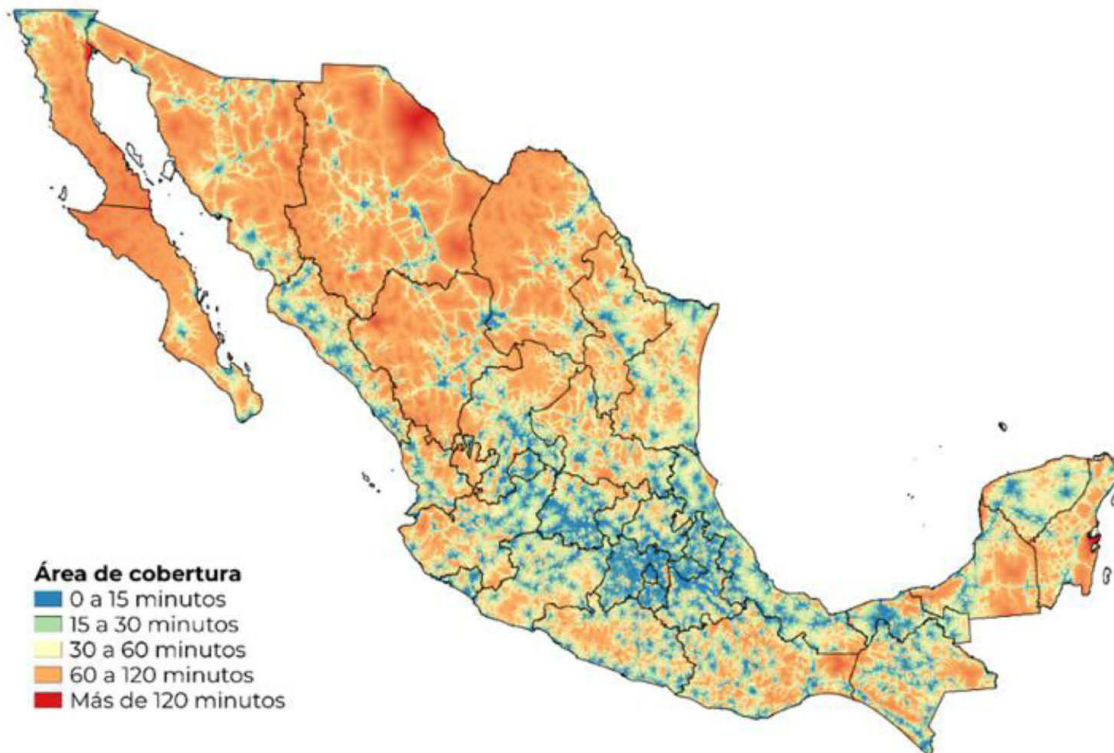 Área de cobertura
0 a 15 minutos
15 a 30 minutos
30 a 60 minutos
60 a 120 minutos
Más de 120 minutos